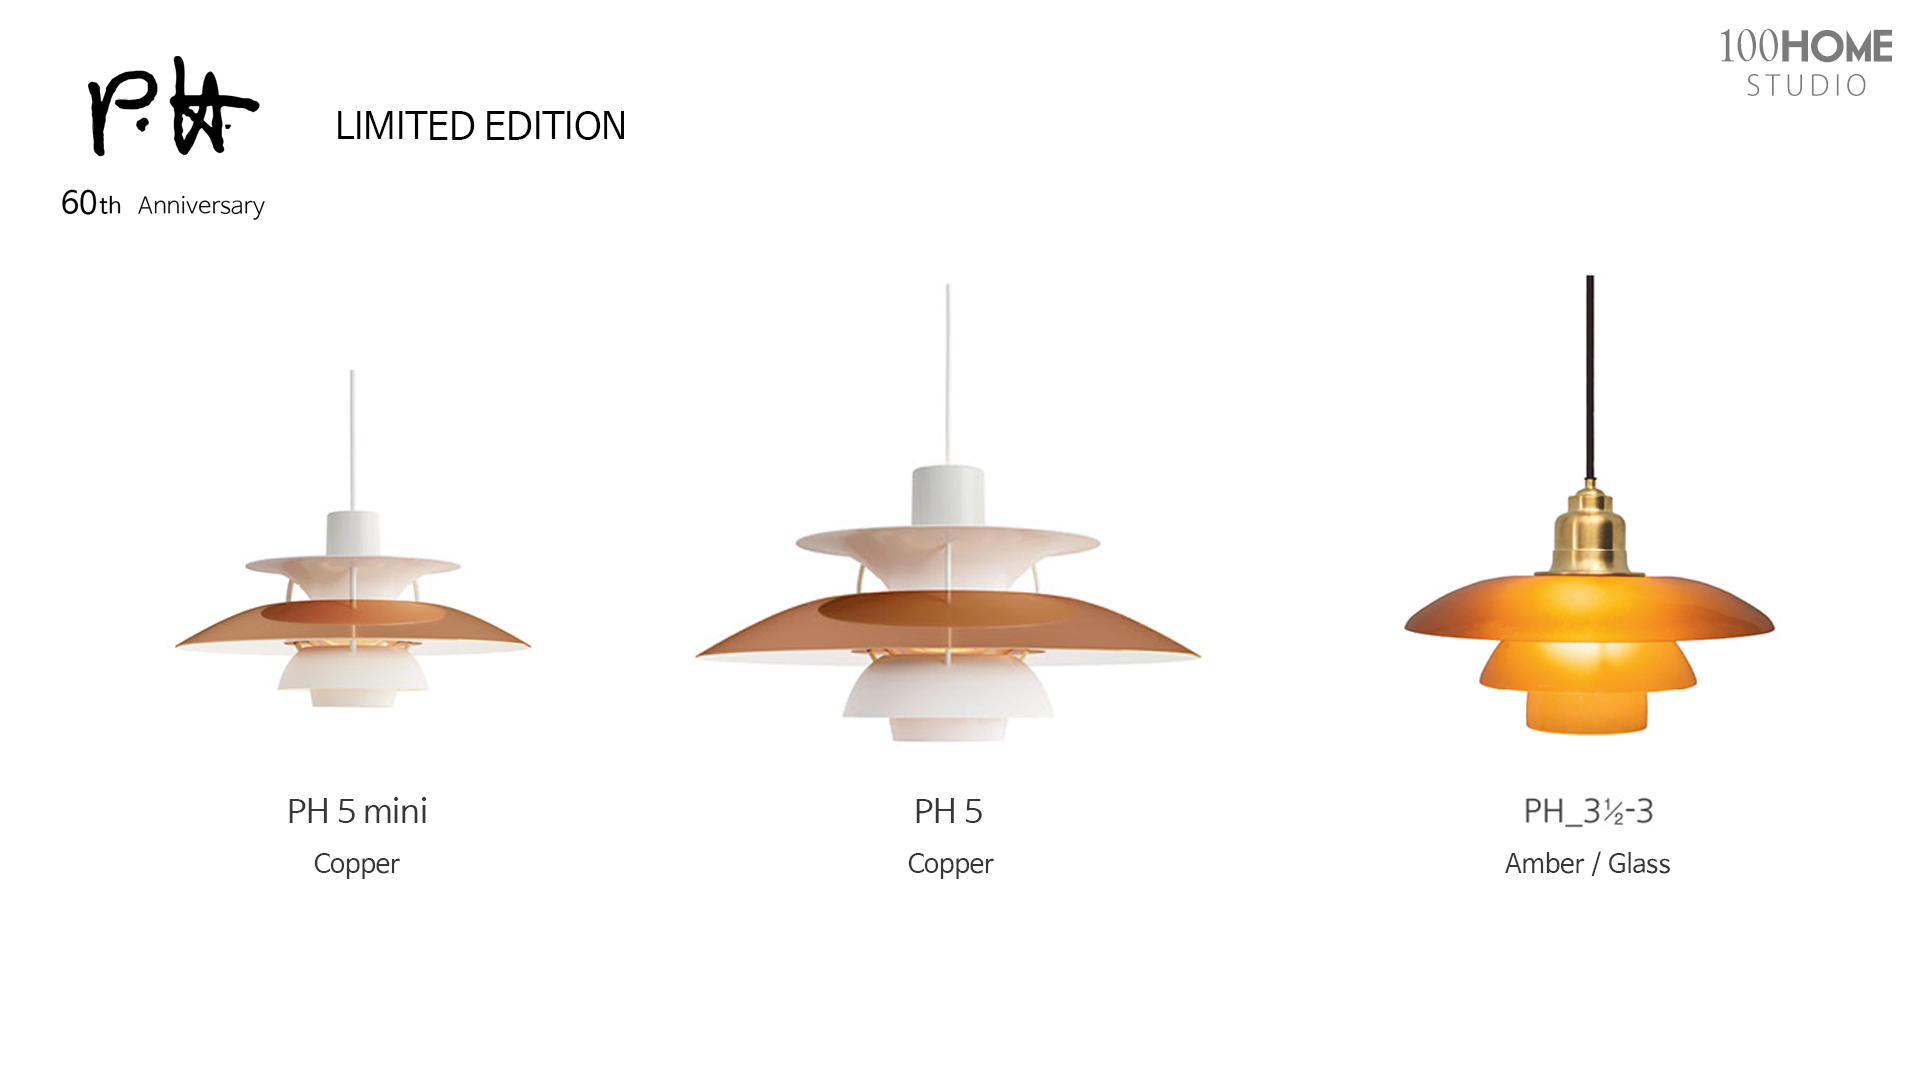 P.H.
LIMITED EDITION
60th Anniversary
100HOME
STUDIO
PH 5 mini
Copper
PH 5
Copper
PH_3½-3
Amber / Glass